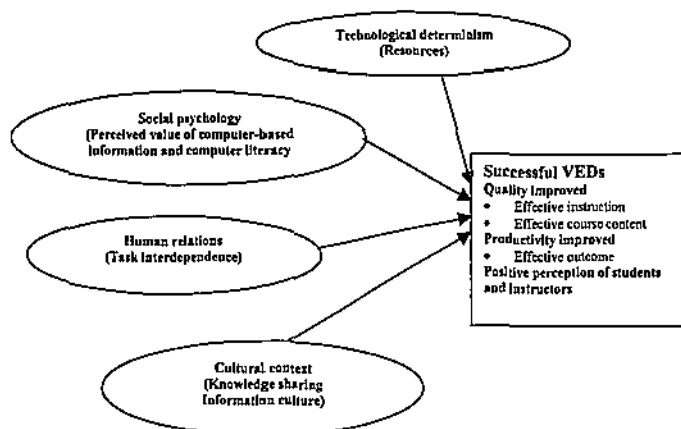 Technological determinism
(Resources)
Social psychology
(Perceived value of computer-based
information and computer literacy
Human relations
(Task interdependence)
Cultural context
(Knowledge sharing
Information culture)
Successful VEDs
Quality Improved
• Effective instruction
• Effective course content
Productivity improved
• Effective outcome
Positive perception of students
and instructors